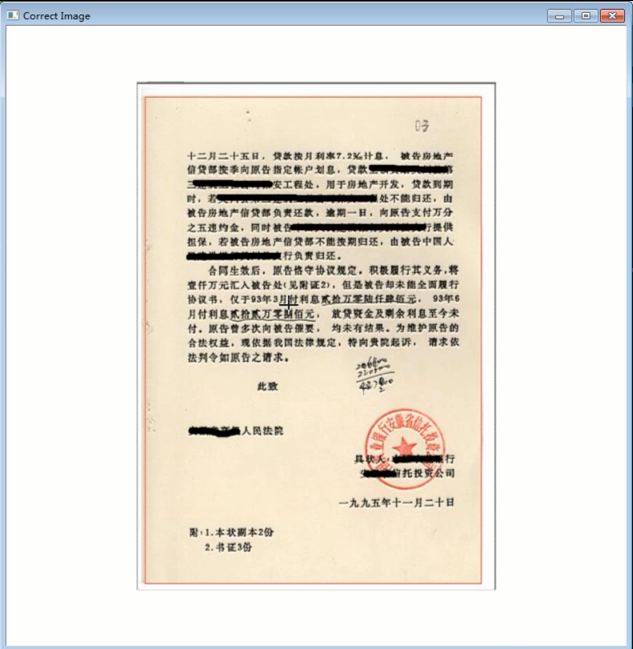 Correct Image
03
十二月二十五日，贷款按月利率7.2‰计息， 被告房地产
信贷部按季向原告指定帐户划息，贷款
安工程处，用于房地产开发，贷款到期
时，若 处不能归还，由
被告房地产信贷部负责还款，逾期一日，向原告支付万分
之五违约金，同时被告 行提供
担保，若被告房地产信贷部不能按期归还，由被告中国人
行负责归还。
合同生效后，原告恪守协议规定。积极履行其义务，将
壹仟万元汇入被告处（见附证2），但是被告却未能全面履行
协议书，仅于93年3月付利息贰拾万零陆仟肆佰元， 93年6
月付利息贰拾贰万零捌佰元， 放贷资金及剩余利息至今未
付。原告曾多次向被告催要， 均未有结果。为维护原告的
合法权益，现依据我国法律规定，特向贵院起诉， 请求依
法判令如原告之请求。
此致
人民法院
具状人： 银行
信托投资公司
一九九五年十一月二十日
附：1.本状副本2份
2.书证3份